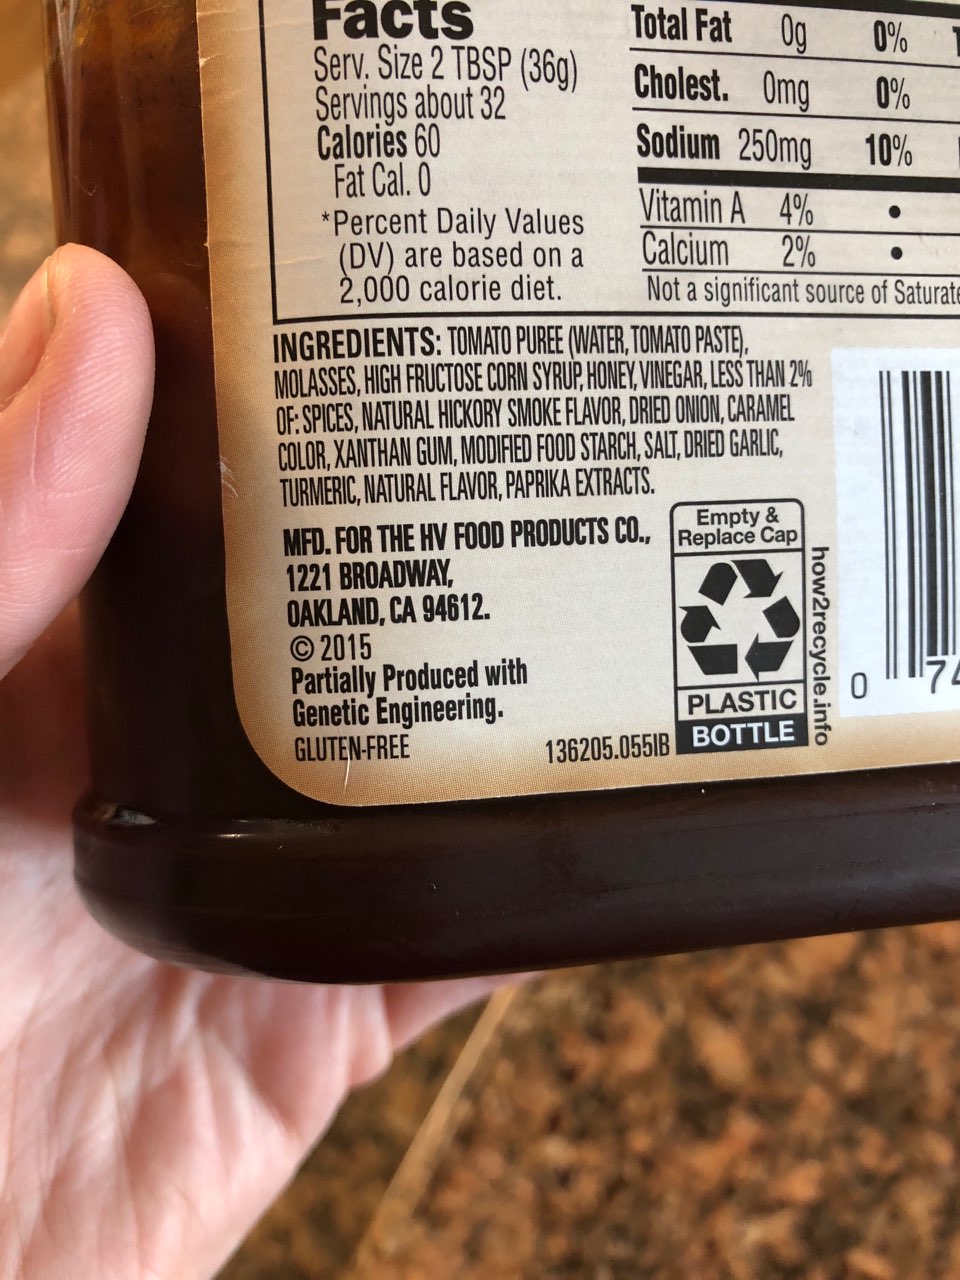 Facts
Serv. Size 2 TBSP (36g)
Servings about 32
Calories 60
Fat Cal. 0
*Percent Daily Values
(DV) are based on a
2,000 calorie diet.
Total Fat 0g 0%
Cholest. 0mg 0%
Sodium 250mg 10%
Vitamin A 4% •
Calcium 2% •
Not a significant source of
INGREDIENTS: TOMATO PUREE (WATER, TOMATO PASTE),
MOLASSES, HIGH FRUCTOSE CORN SYRUP, HONEY, VINEGAR, LESS THAN 2%
OF: SPICES, NATURAL HICKORY SMOKE FLAVOR, DRIED ONION, CARAMEL
COLOR, XANTHAN GUM, MODIFIED FOOD STARCH, SALT, DRIED GARLIC,
TURMERIC, NATURAL FLAVOR, PAPRIKA EXTRACTS.
MFD. FOR THE HV FOOD PRODUCTS CO.,
1221 BROADWAY,
OAKLAND, CA 94612.
© 2015
Partially Produced with
Genetic Engineering.
GLUTEN-FREE
136205.055IB
Empty &
Replace Cap
PLASTIC
BOTTLE
how2recycle.info
0 74